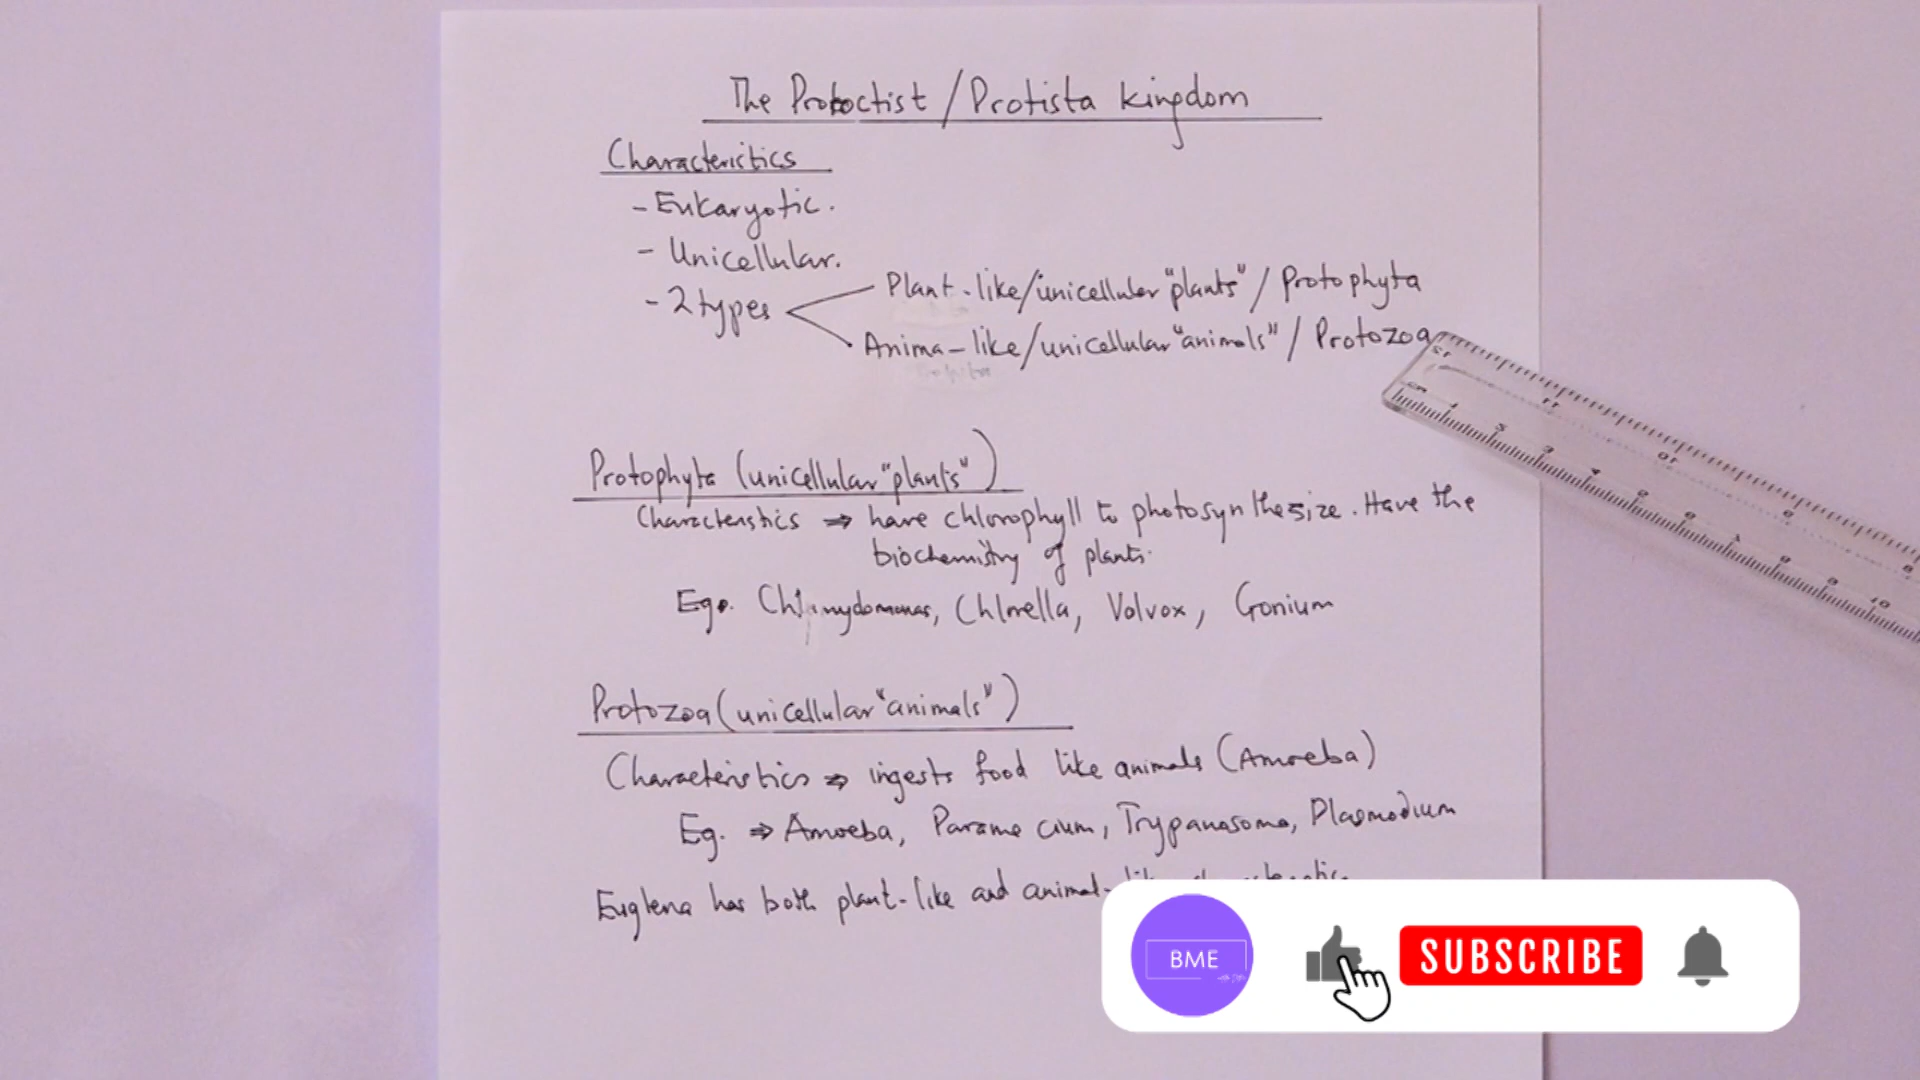 The Protoctist / Protista kingdom
Characteristics
- Eukaryotic.
- Unicellular.
- 2 types
Plant-like/unicellular "plants" / Protophyta
Anima-like/unicellular "animals" / Protozoa
Protophyta (unicellular "plants")
Characteristics ⇒ have chlorophyll to photosynthesize. Have the
biochemistry of plants.
Eg. Chlamydomonas, Chlorella, Volvox, Gonium
Protozoa (unicellular "animals")
Characteristics ⇒ ingests food like animals (Amoeba)
Eg. ⇒ Amoeba, Paramecium, Trypanosoma, Plasmodium
Euglena has both plant-like and animal-
BME
SUBSCRIBE